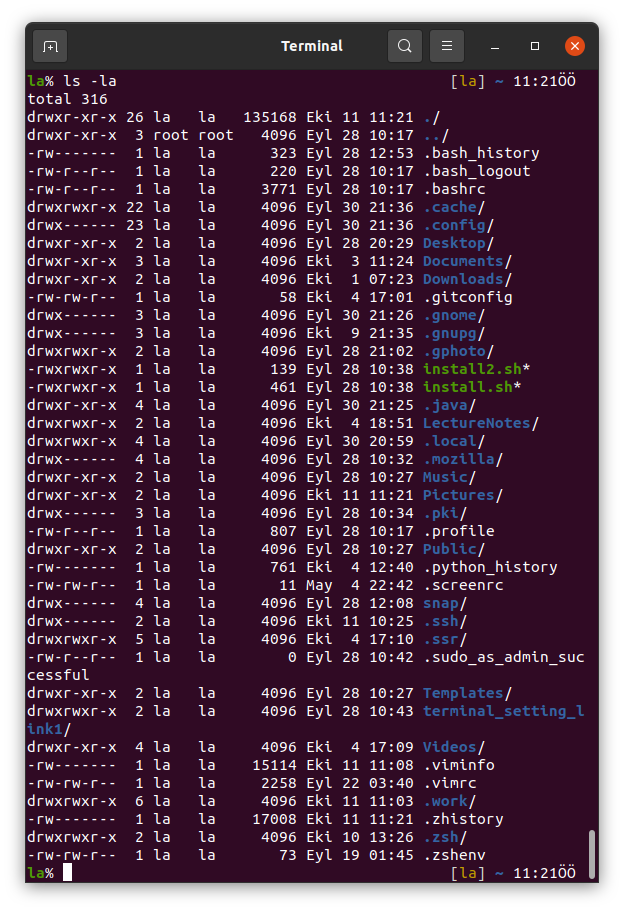 Terminal
la% ls -la [la] ~ 11:21ÖÖ
total 316
drwxr-xr-x 26 la   la   135168 Eki 11 11:21 ./
drwxr-xr-x  3 root root   4096 Eyl 28 10:17 ../
-rw-------  1 la   la      323 Eyl 28 12:53 .bash_history
-rw-r--r--  1 la   la      220 Eyl 28 10:17 .bash_logout
-rw-r--r--  1 la   la     3771 Eyl 28 10:17 .bashrc
drwxrwxr-x 22 la   la     4096 Eyl 30 21:36 .cache/
drwx------ 23 la   la     4096 Eyl 30 21:36 .config/
drwxr-xr-x  2 la   la     4096 Eyl 28 20:29 Desktop/
drwxr-xr-x  3 la   la     4096 Eki  3 11:24 Documents/
drwxr-xr-x  2 la   la     4096 Eki  1 07:23 Downloads/
-rw-rw-r--  1 la   la       58 Eki  4 17:01 .gitconfig
drwx------  3 la   la     4096 Eyl 30 21:26 .gnome/
drwx------  3 la   la     4096 Eki  9 21:35 .gnupg/
drwxrwxr-x  2 la   la     4096 Eyl 28 21:02 .gphoto/
-rwxrwxr-x  1 la   la      139 Eyl 28 10:38 install2.sh*
-rwxrwxr-x  1 la   la      461 Eyl 28 10:38 install.sh*
drwxr-xr-x  4 la   la     4096 Eyl 30 21:25 .java/
drwxrwxr-x  2 la   la     4096 Eki  4 18:51 LectureNotes/
drwxrwxr-x  4 la   la     4096 Eyl 30 20:59 .local/
drwx------  4 la   la     4096 Eyl 28 10:32 .mozilla/
drwxr-xr-x  2 la   la     4096 Eyl 28 10:27 Music/
drwxr-xr-x  2 la   la     4096 Eki 11 11:21 Pictures/
drwx------  3 la   la     4096 Eyl 28 10:34 .pki/
-rw-r--r--  1 la   la      807 Eyl 28 10:17 .profile
drwxr-xr-x  2 la   la     4096 Eyl 28 10:27 Public/
-rw-------  1 la   la      761 Eki  4 12:40 .python_history
-rw-rw-r--  1 la   la       11 May  4 22:42 .screenrc
drwx------  4 la   la     4096 Eyl 28 12:08 snap/
drwx------  2 la   la     4096 Eki 11 10:25 .ssh/
drwxrwxr-x  5 la   la     4096 Eki  4 17:10 .ssr/
-rw-r--r--  1 la   la        0 Eyl 28 10:42 .sudo_as_admin_suc
cessful
drwxr-xr-x  2 la   la     4096 Eyl 28 10:27 Templates/
drwxrwxr-x  2 la   la     4096 Eyl 28 10:43 terminal_setting_l
ink1/
drwxr-xr-x  4 la   la     4096 Eki  4 17:09 Videos/
-rw-------  1 la   la    15114 Eki 11 11:08 .viminfo
-rw-rw-r--  1 la   la     2258 Eyl 22 03:40 .vimrc
drwxrwxr-x  6 la   la     4096 Eki 11 11:03 .work/
-rw-------  1 la   la    17008 Eki 11 11:21 .zhistory
drwxrwxr-x  2 la   la     4096 Eki 10 13:26 .zsh/
-rw-rw-r--  1 la   la       73 Eyl 19 01:45 .zshenv
la% [la] ~ 11:21ÖÖ